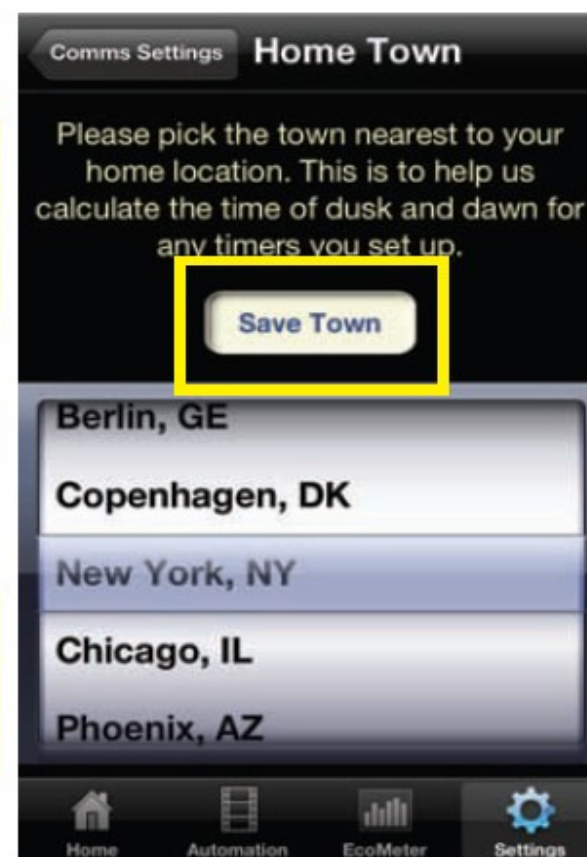 Comms Settings Home Town
Please pick the town nearest to your
home location. This is to help us
calculate the time of dusk and dawn for
any timers you set up.
Save Town
Berlin, GE
Copenhagen, DK
New York, NY
Chicago, IL
Phoenix, AZ
Home Automation EcoMeter Settings